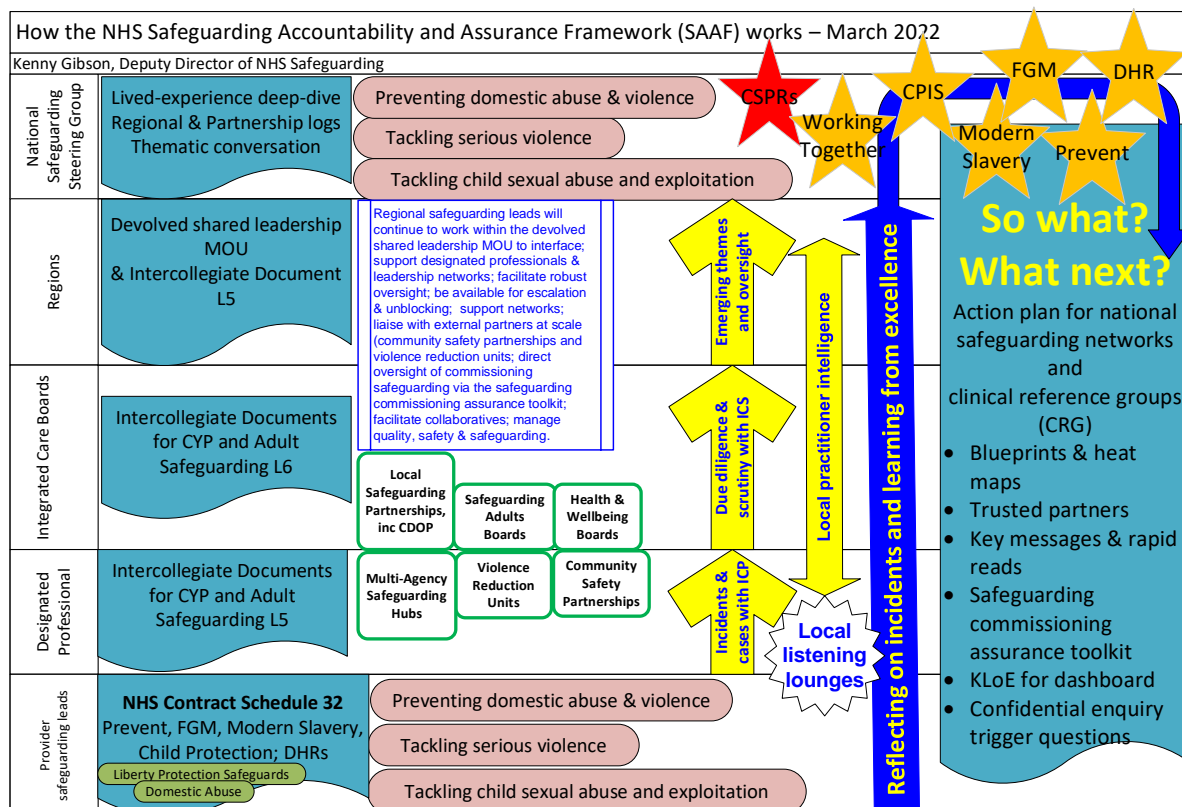 How the NHS Safeguarding Accountability and Assurance Framework (SAAF) works – March 2022
Kenny Gibson, Deputy Director of NHS Safeguarding
National
Safeguarding
Steering Group
Lived-experience deep-dive
Regional & Partnership logs
Thematic conversation
Preventing domestic abuse & violence
Tackling serious violence
Tackling child sexual abuse and exploitation
CSPRs
Working
Together
CPIS
FGM
DHR
Modern
Slavery
Prevent
Regions
Devolved shared leadership
MOU
& Intercollegiate Document
L5
Regional safeguarding leads will
continue to work within the devolved
shared leadership MOU to interface;
support designated professionals &
leadership networks; facilitate robust
oversight; be available for escalation
& unblocking; support networks;
liaise with external partners at scale
(community safety partnerships and
violence reduction units; direct
oversight of commissioning
safeguarding via the safeguarding
commissioning assurance toolkit;
facilitate collaboratives; manage
quality, safety & safeguarding.
Emerging themes
and oversight
Integrated Care Boards
Intercollegiate Documents
for CYP and Adult
Safeguarding L6
Local
Safeguarding
Partnerships,
inc CDOP
Safeguarding
Adults
Boards
Health &
Wellbeing
Boards
Due diligence &
scrutiny with ICS
Designated
Professional
Intercollegiate Documents
for CYP and Adult
Safeguarding L5
Multi-Agency
Safeguarding
Hubs
Violence
Reduction
Units
Community
Safety
Partnerships
Incidents &
cases with ICP
Local practitioner intelligence
Local
listening
lounges
Reflecting on incidents and learning from excellence
Provider
safeguarding leads
NHS Contract Schedule 32
Prevent, FGM, Modern Slavery,
Child Protection; DHRs
Liberty Protection Safeguards
Domestic Abuse
Preventing domestic abuse & violence
Tackling serious violence
Tackling child sexual abuse and exploitation
So what?
What next?
Action plan for national
safeguarding networks
and
clinical reference groups
(CRG)
• Blueprints & heat
maps
• Trusted partners
• Key messages & rapid
reads
• Safeguarding
commissioning
assurance toolkit
• KLoE for dashboard
• Confidential enquiry
trigger questions